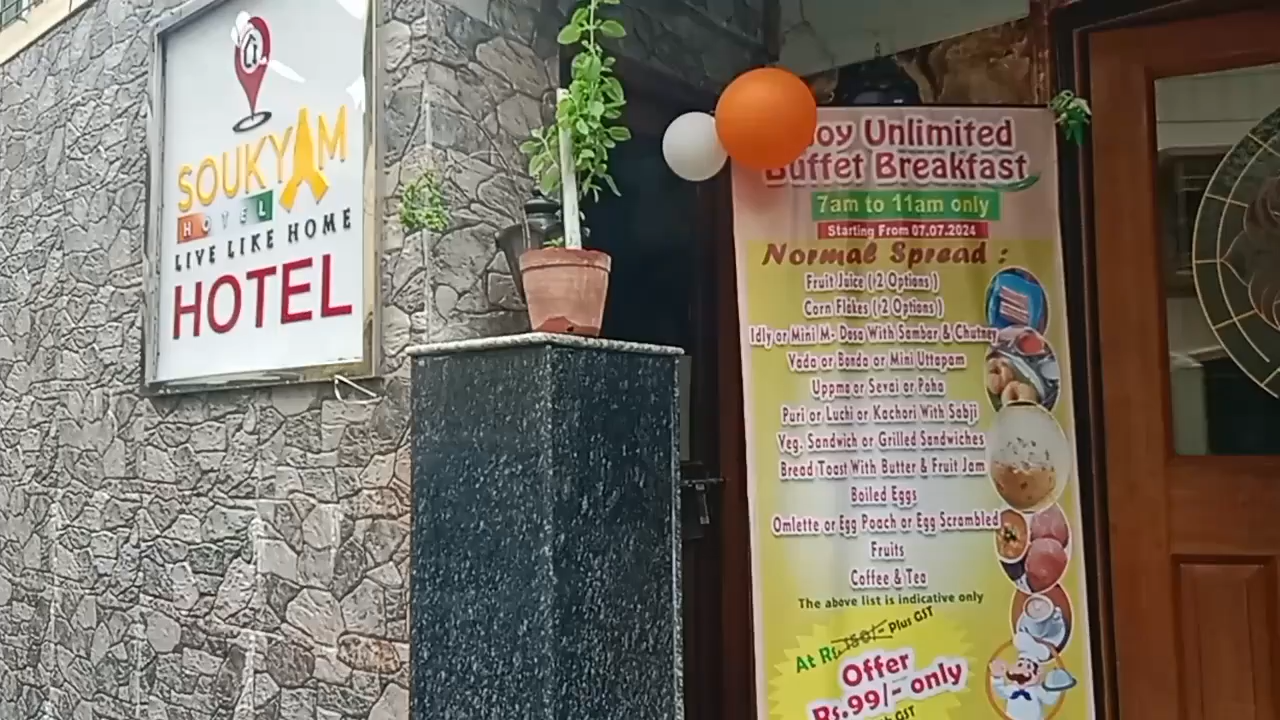 SOUKYAM
HOTEL
LIVE LIKE HOME
HOTEL
Unlimited
Buffet Breakfast
7am to 11am only
Starting From 07.07.2024
Normal Spread :
Fruit Juice ( 2 Options )
Corn Flakes ( 2 Options )
Idly or Mini M- Dosa With Sambar & Chutney
Vada or Bonda or Mini Uttapam
Uppma or Sevai or Poha
Puri or Luchi or Kachori With Sabji
Veg. Sandwich or Grilled Sandwiches
Bread Toast With Butter & Fruit Jam
Boiled Eggs
Omlette or Egg Poach or Egg Scrambled
Fruits
Coffee & Tea
The above list is indicative only
At Rs.150/- Plus GST
Offer
Rs.99/- only
GST